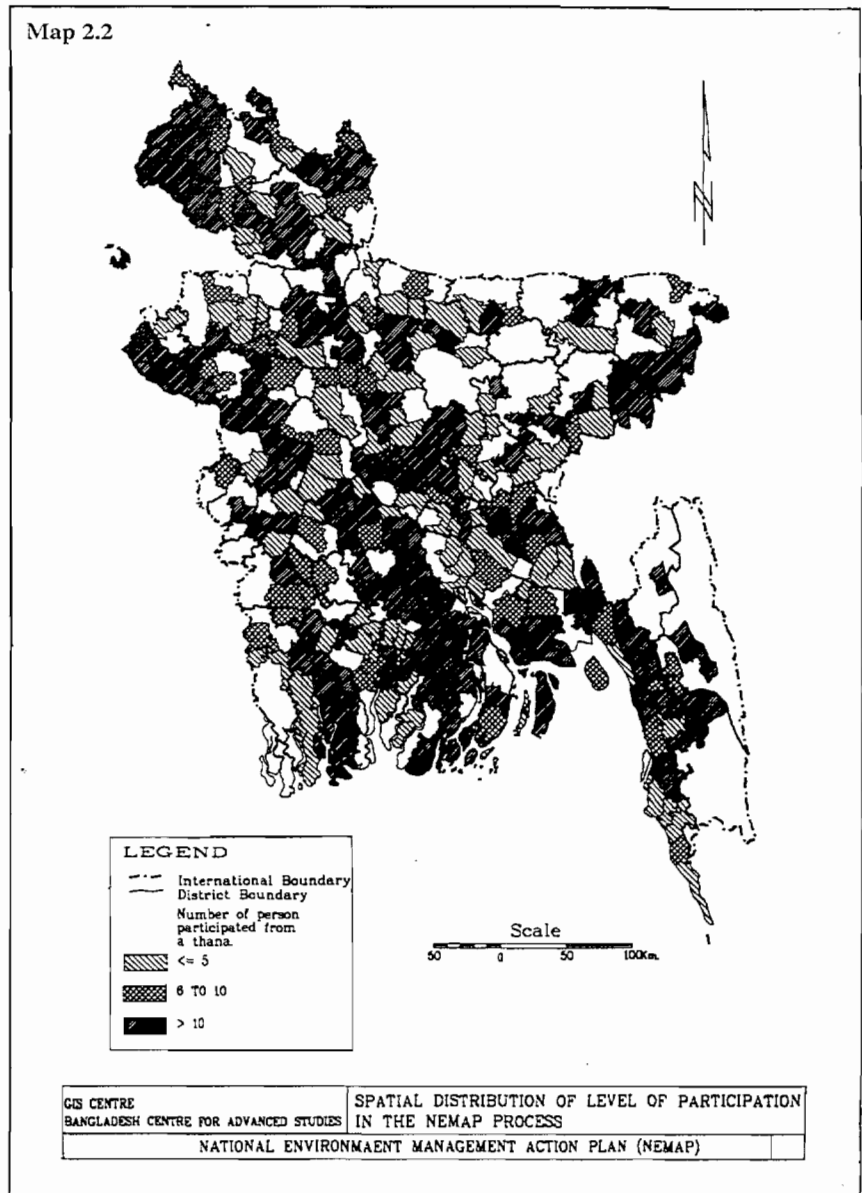 Map 2.2
N
LEGEND
International Boundary
District Boundary
Number of person
participated from
a thana.
<= 5
6 TO 10
> 10
Scale
50 0 50 100Km.
GIS CENTRE
BANGLADESH CENTRE FOR ADVANCED STUDIES
SPATIAL DISTRIBUTION OF LEVEL OF PARTICIPATION
IN THE NEMAP PROCESS
NATIONAL ENVIRONMAENT MANAGEMENT ACTION PLAN (NEMAP)